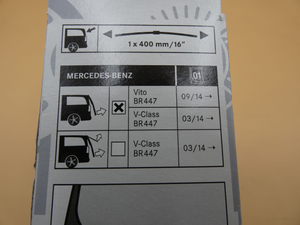 1 x 400 mm/16"
MERCEDES-BENZ 01
Vito
BR447 09/14 →
V-Class
BR447 03/14 →
V-Class
BR447 03/14 →